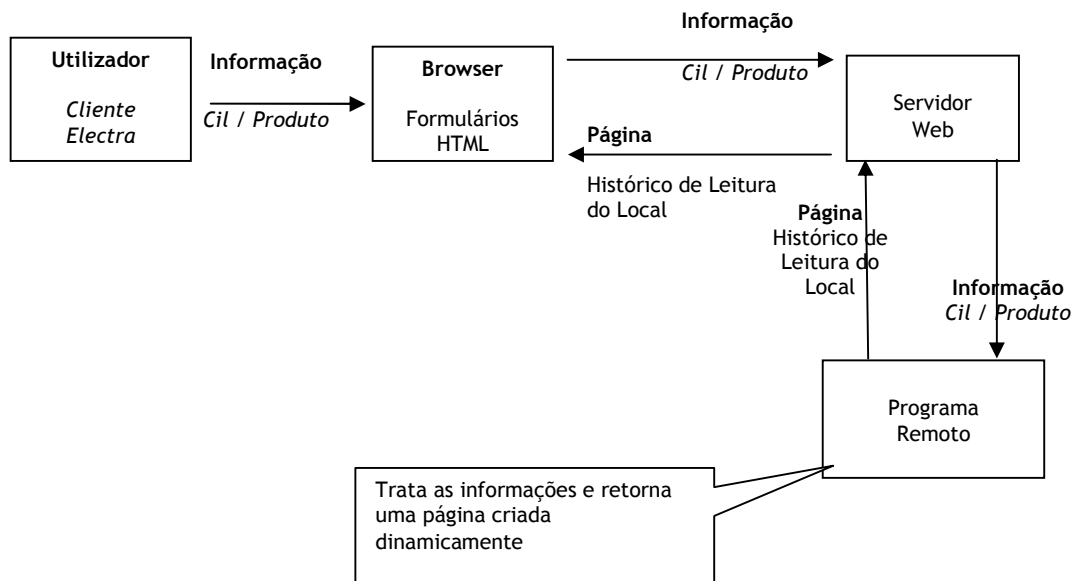 Utilizador
Cliente
Electra
Informação
Cil / Produto
Browser
Formulários
HTML
Informação
Cil / Produto
Servidor
Web
Página
Histórico de Leitura
do Local
Página
Histórico de
Leitura do
Local
Informação
Cil / Produto
Programa
Remoto
Trata as informações e retorna
uma página criada
dinamicamente